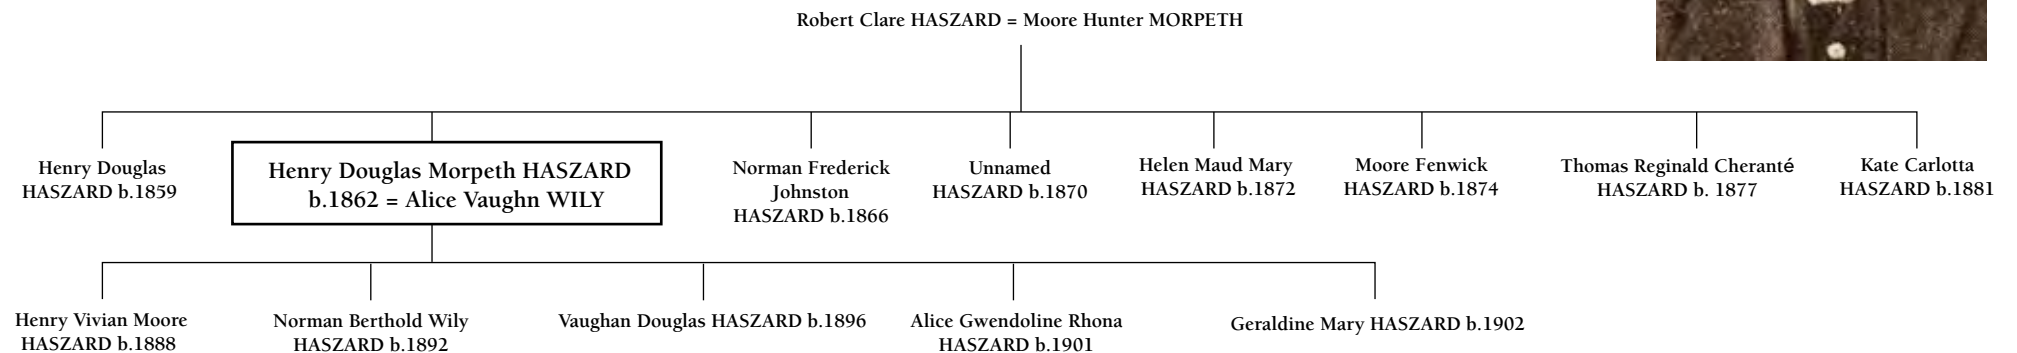 Robert Clare HASZARD = Moore Hunter MORPETH
Henry Douglas
HASZARD b.1859
Henry Douglas Morpeth HASZARD
b.1862 = Alice Vaughn WILY
Norman Frederick
Johnston
HASZARD b.1866
Unnamed
HASZARD b.1870
Helen Maud Mary
HASZARD b.1872
Moore Fenwick
HASZARD b.1874
Thomas Reginald Cheranté
HASZARD b. 1877
Kate Carlotta
HASZARD b.1881
Henry Vivian Moore
HASZARD b.1888
Norman Berthold Wily
HASZARD b.1892
Vaughan Douglas HASZARD b.1896
Alice Gwendoline Rhona
HASZARD b.1901
Geraldine Mary HASZARD b.1902